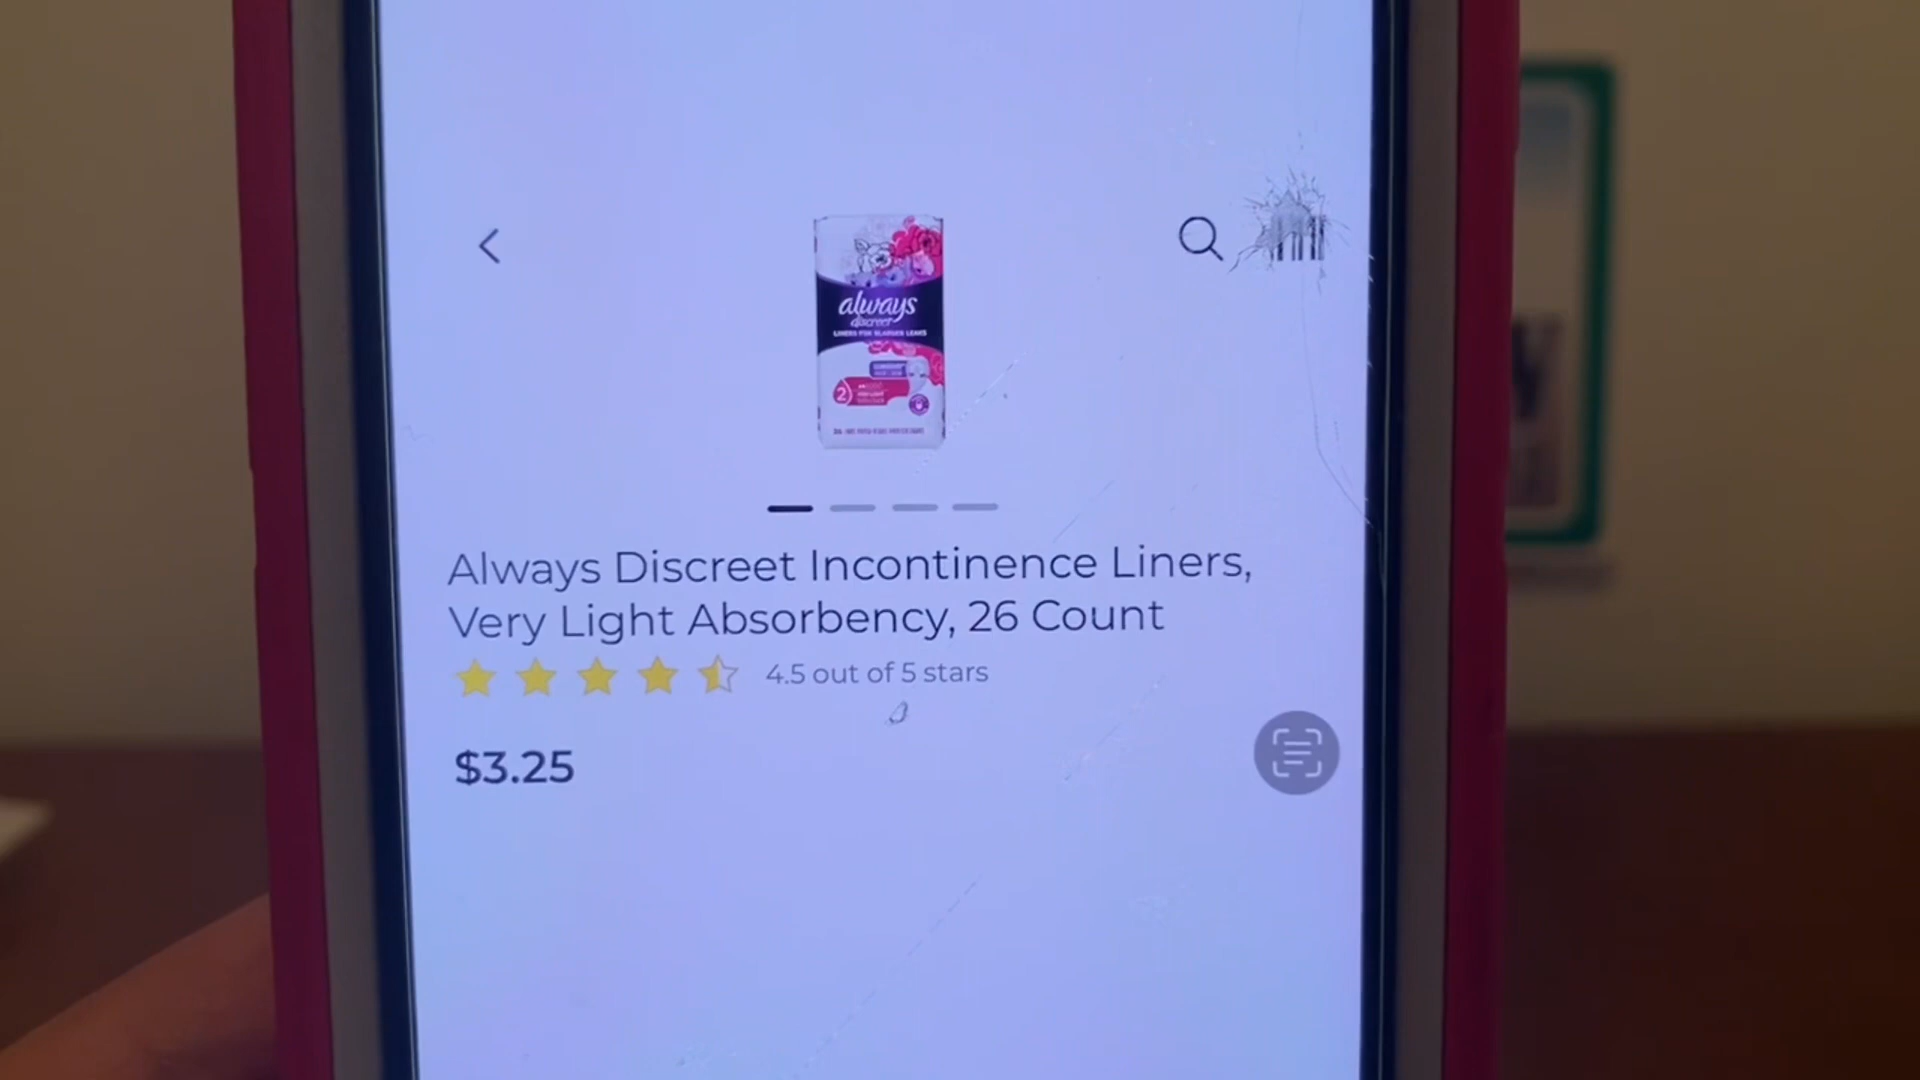 always
discreet
2
Always Discreet Incontinence Liners,
Very Light Absorbency, 26 Count
4.5 out of 5 stars
$3.25